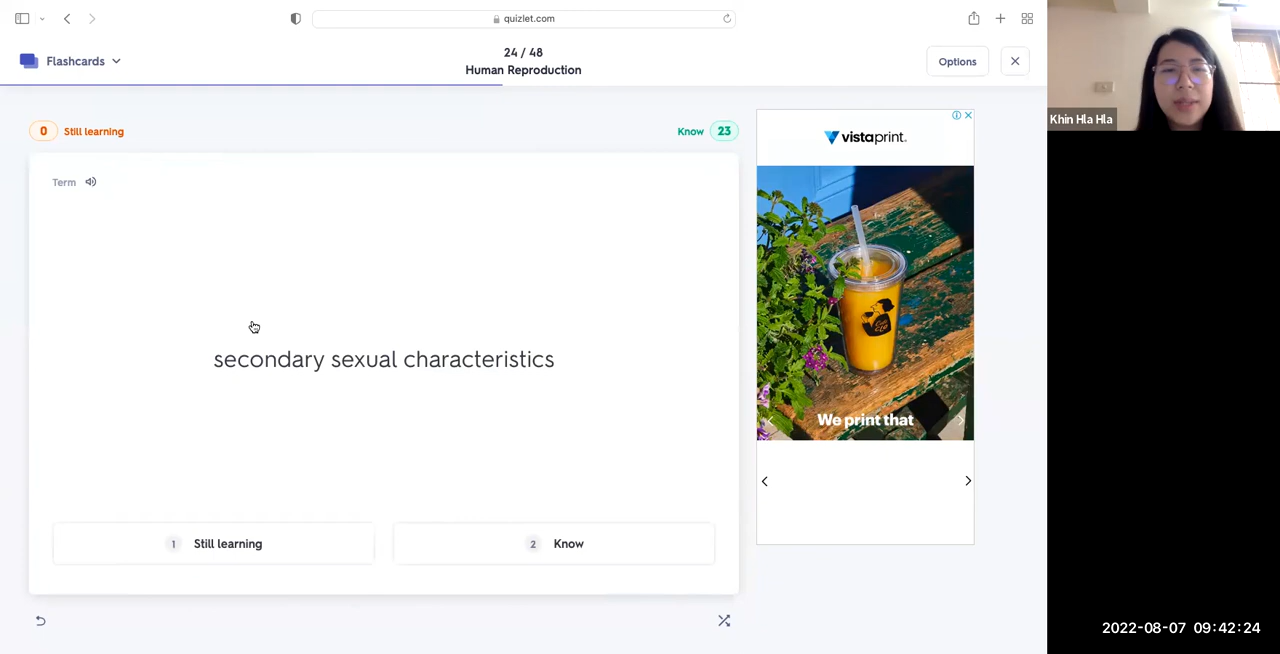 quizlet.com
Flashcards
24 / 48
Human Reproduction
Options
0 Still learning
Know 23
Term
secondary sexual characteristics
1 Still learning
2 Know
vistaprint.
We print that
Khin Hla Hla
2022-08-07 09:42:24